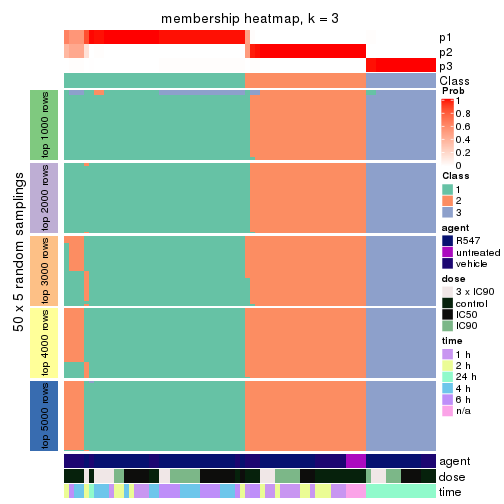 membership heatmap, k = 3
p1
p2
p3
Class
50 x 5 random samplings
top 1000 rows
top 2000 rows
top 3000 rows
top 4000 rows
top 5000 rows
agent
dose
time
Prob
1
0.8
0.6
0.4
0.2
0
Class
1
2
3
agent
R547
untreated
vehicle
dose
3 x IC90
control
IC50
IC90
time
1 h
2 h
24 h
4 h
6 h
n/a